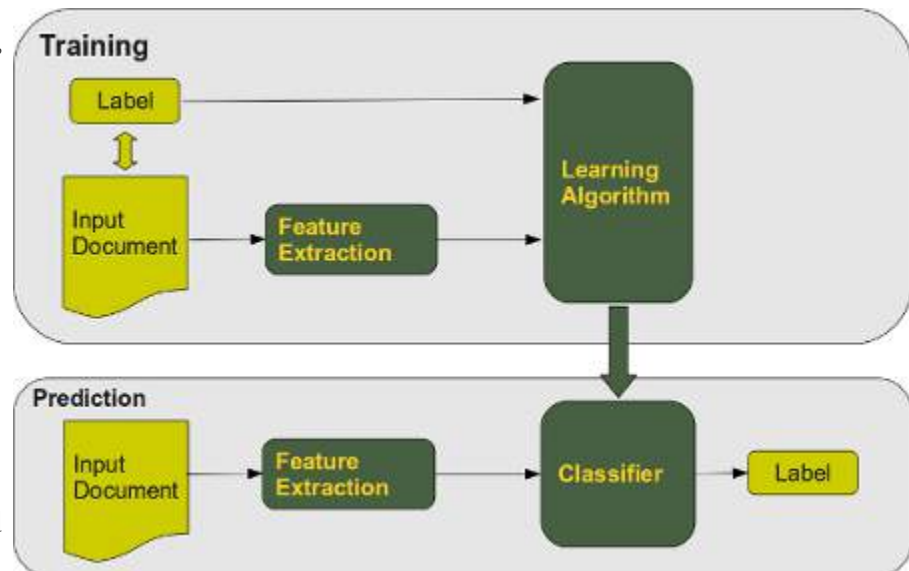 Training
Label
Learning
Algorithm
Input
Document
Feature
Extraction
Prediction
Input
Document
Feature
Extraction
Classifier
Label